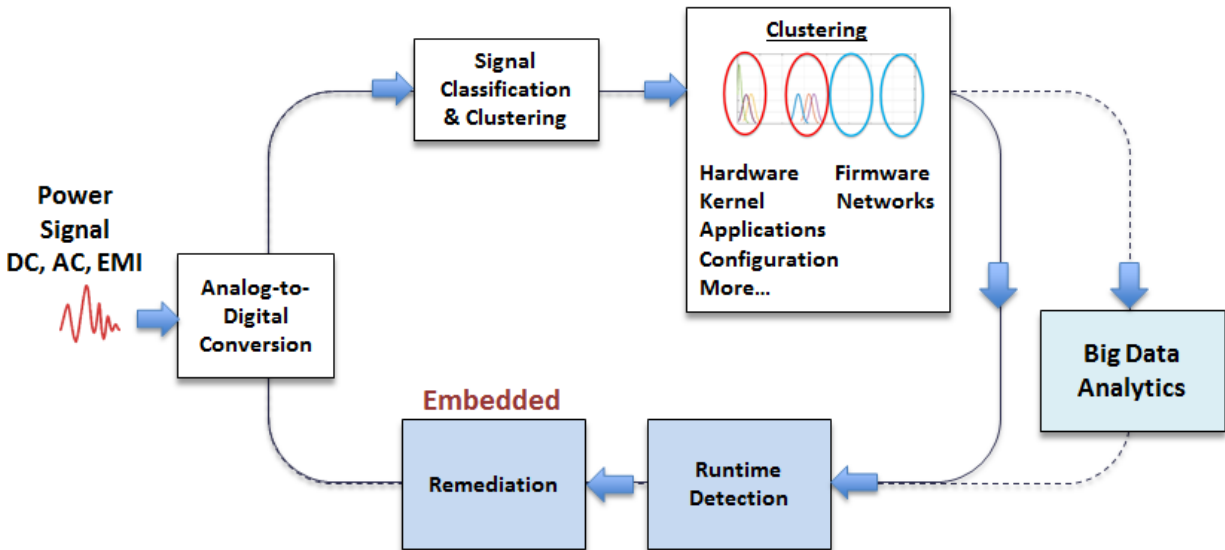 Power
Signal
DC, AC, EMI
Analog-to-
Digital
Conversion
Signal
Classification
& Clustering
Clustering
Hardware Firmware
Kernel Networks
Applications
Configuration
More...
Big Data
Analytics
Runtime
Detection
Embedded
Remediation